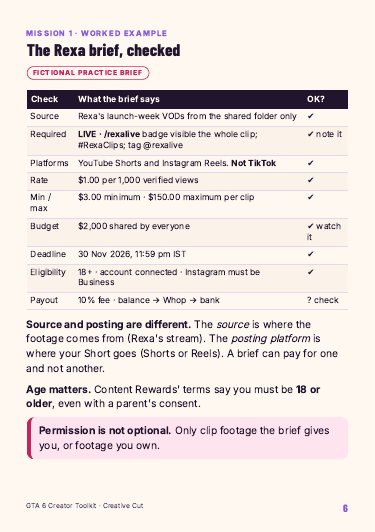 MISSION 1 · WORKED EXAMPLE
The Rexa brief, checked
FICTIONAL PRACTICE BRIEF
Check What the brief says OK?
Source Rexa's launch-week VODs from the shared folder only ✔
Required LIVE · /rexalive badge visible the whole clip; ✔ note it
#RexaClips; tag @rexalive
Platforms YouTube Shorts and Instagram Reels. Not TikTok ✔
Rate $1.00 per 1,000 verified views ✔
Min / $3.00 minimum · $150.00 maximum per clip ✔
max
Budget $2,000 shared by everyone ✔ watch
it
Deadline 30 Nov 2026, 11:59 pm IST ✔
Eligibility 18+ · account connected · Instagram must be ✔
Business
Payout 10% fee · balance → Whop → bank ? check
Source and posting are different. The source is where the
footage comes from (Rexa's stream). The posting platform is
where your Short goes (Shorts or Reels). A brief can pay for one
and not another.
Age matters. Content Rewards' terms say you must be 18 or
older, even with a parent's consent.
Permission is not optional. Only clip footage the brief gives
you, or footage you own.
GTA 6 Creator Toolkit · Creative Cut 6